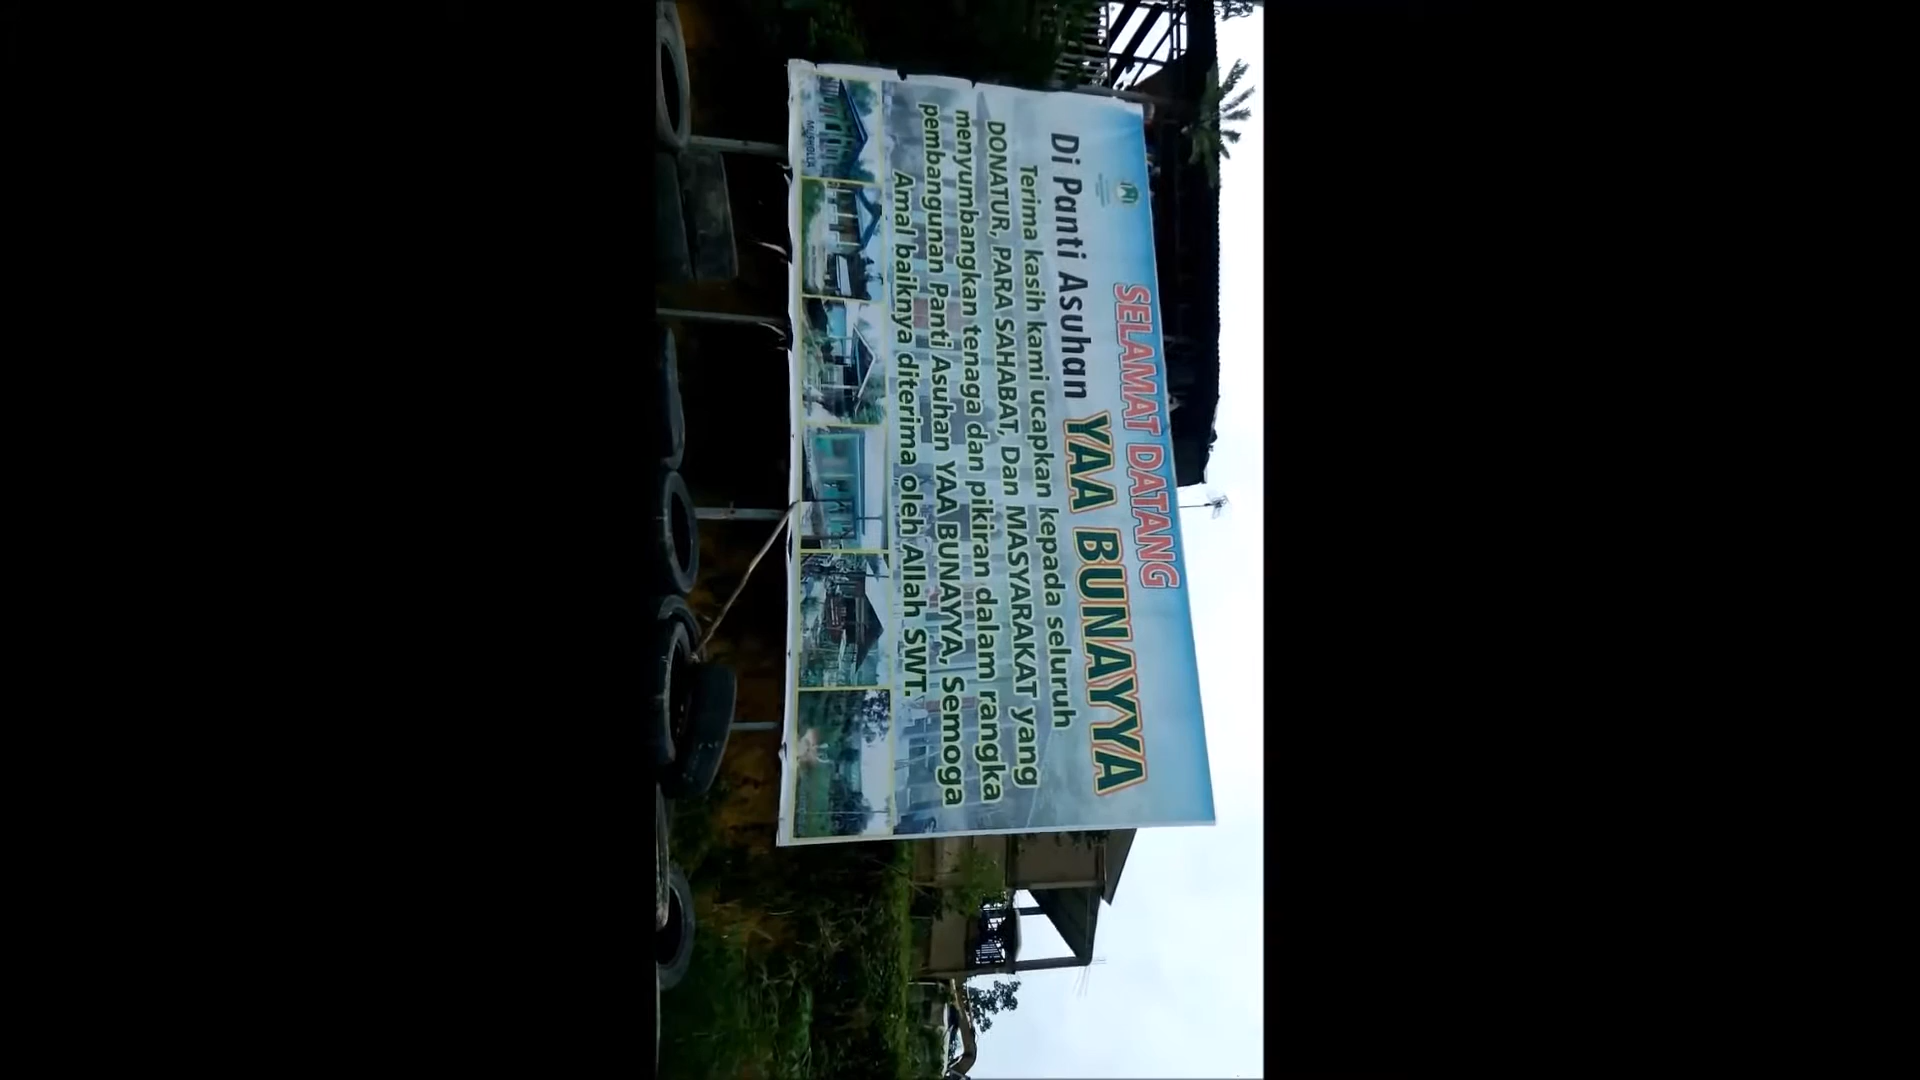 SELAMAT DATANG
Di Panti Asuhan YAA BUNAYYA
Terima kasih kami ucapkan kepada seluruh
DONATUR, PARA SAHABAT, Dan MASYARAKAT yang
menyumbangkan tenaga dan pikiran dalam rangka
pembangunan Panti Asuhan YAA BUNAYYA, Semoga
Amal baiknya diterima oleh Allah SWT.
MUSHOLLA